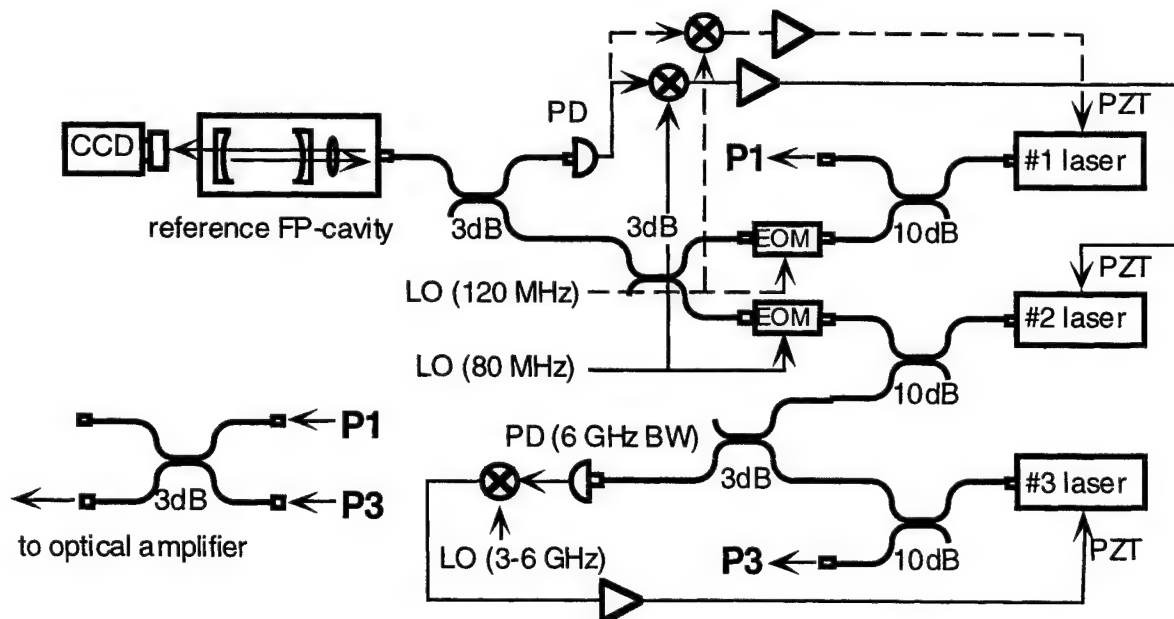 PD
PZT
CCD
P1
#1 laser
reference FP-cavity
3dB
3dB
EOM
10dB
LO (120 MHz)
PZT
EOM
#2 laser
LO (80 MHz)
10dB
P1
PD (6 GHz BW)
3dB
P3
3dB
#3 laser
to optical amplifier
LO (3-6 GHz)
P3
10dB
PZT